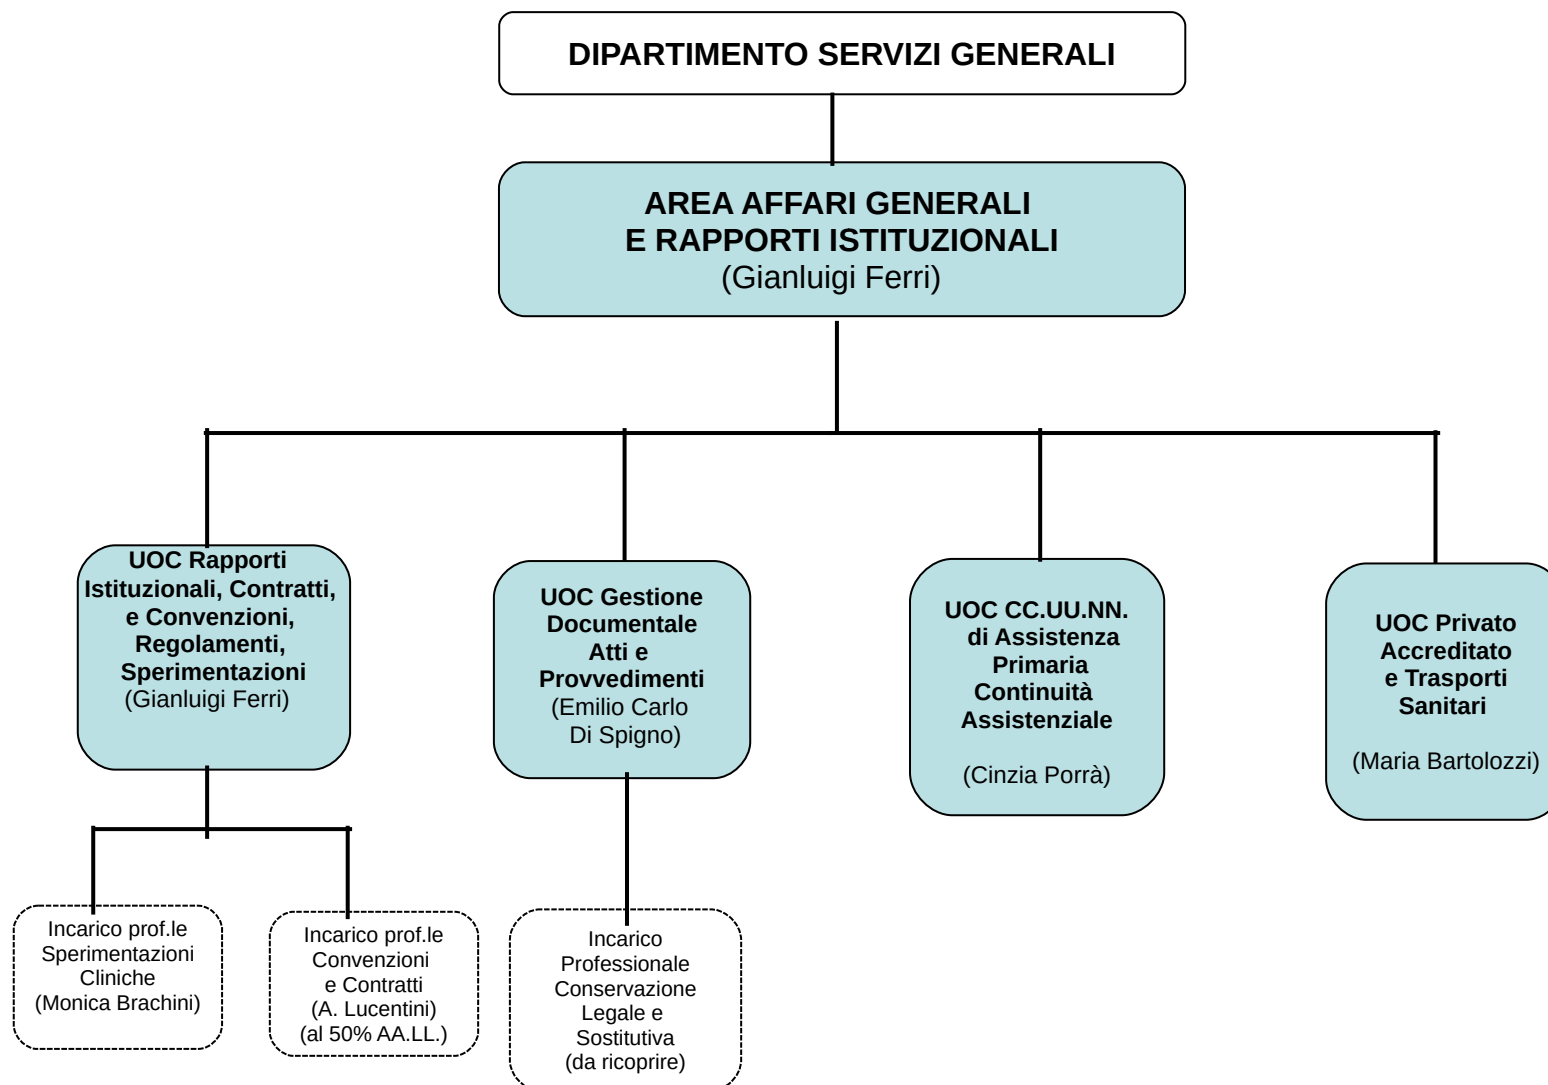 DIPARTIMENTO SERVIZI GENERALI
AREA AFFARI GENERALI
E RAPPORTI ISTITUZIONALI
(Gianluigi Ferri)
UOC Rapporti
Istituzionali, Contratti,
e Convenzioni,
Regolamenti,
Sperimentazioni
(Gianluigi Ferri)
UOC Gestione
Documentale
Atti e
Provvedimenti
(Emilio Carlo
Di Spigno)
UOC CC.UU.NN.
di Assistenza
Primaria
Continuità
Assistenziale
(Cinzia Porrà)
UOC Privato
Accreditato
e Trasporti
Sanitari
(Maria Bartolozzi)
Incarico prof.le
Sperimentazioni
Cliniche
(Monica Brachini)
Incarico prof.le
Convenzioni
e Contratti
(A. Lucentini)
(al 50% AA.LL.)
Incarico
Professionale
Conservazione
Legale e
Sostitutiva
(da ricoprire)